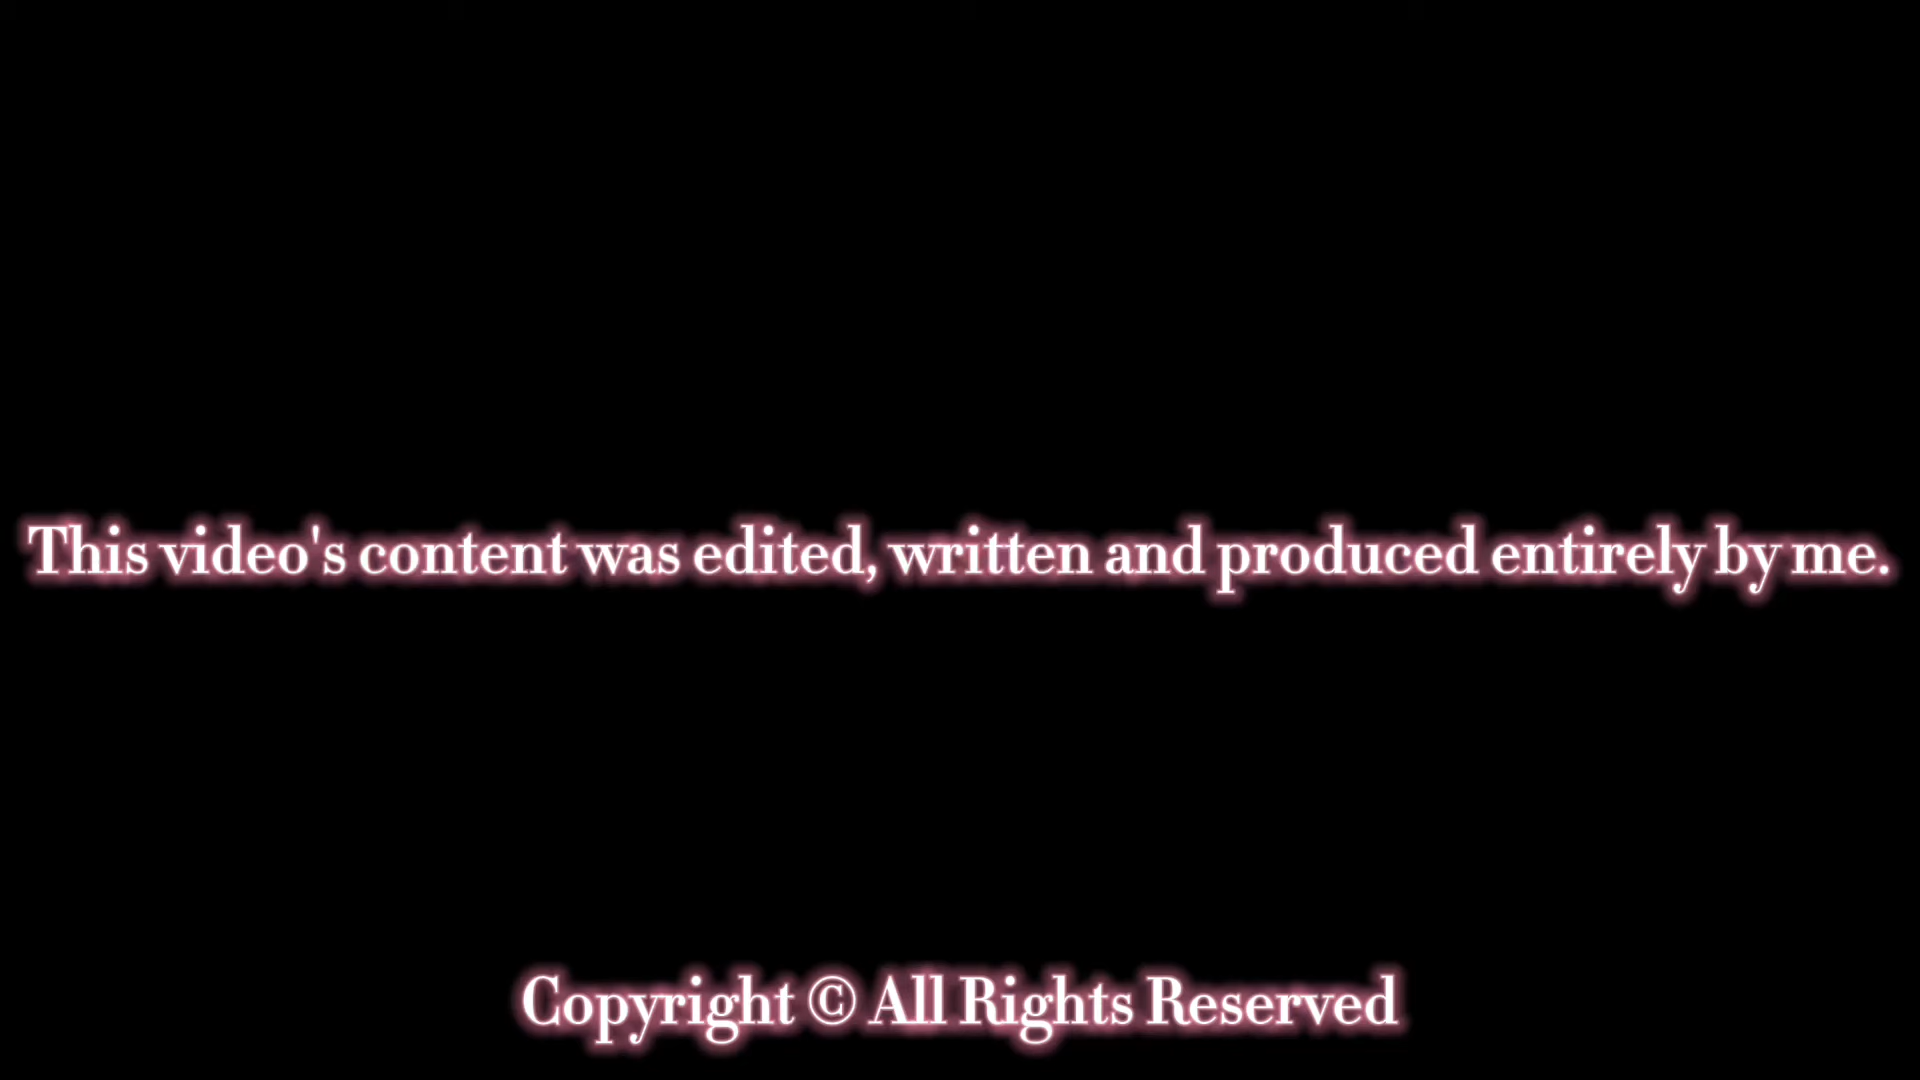 This video's content was edited, written and produced entirely by me.
Copyright © All Rights Reserved